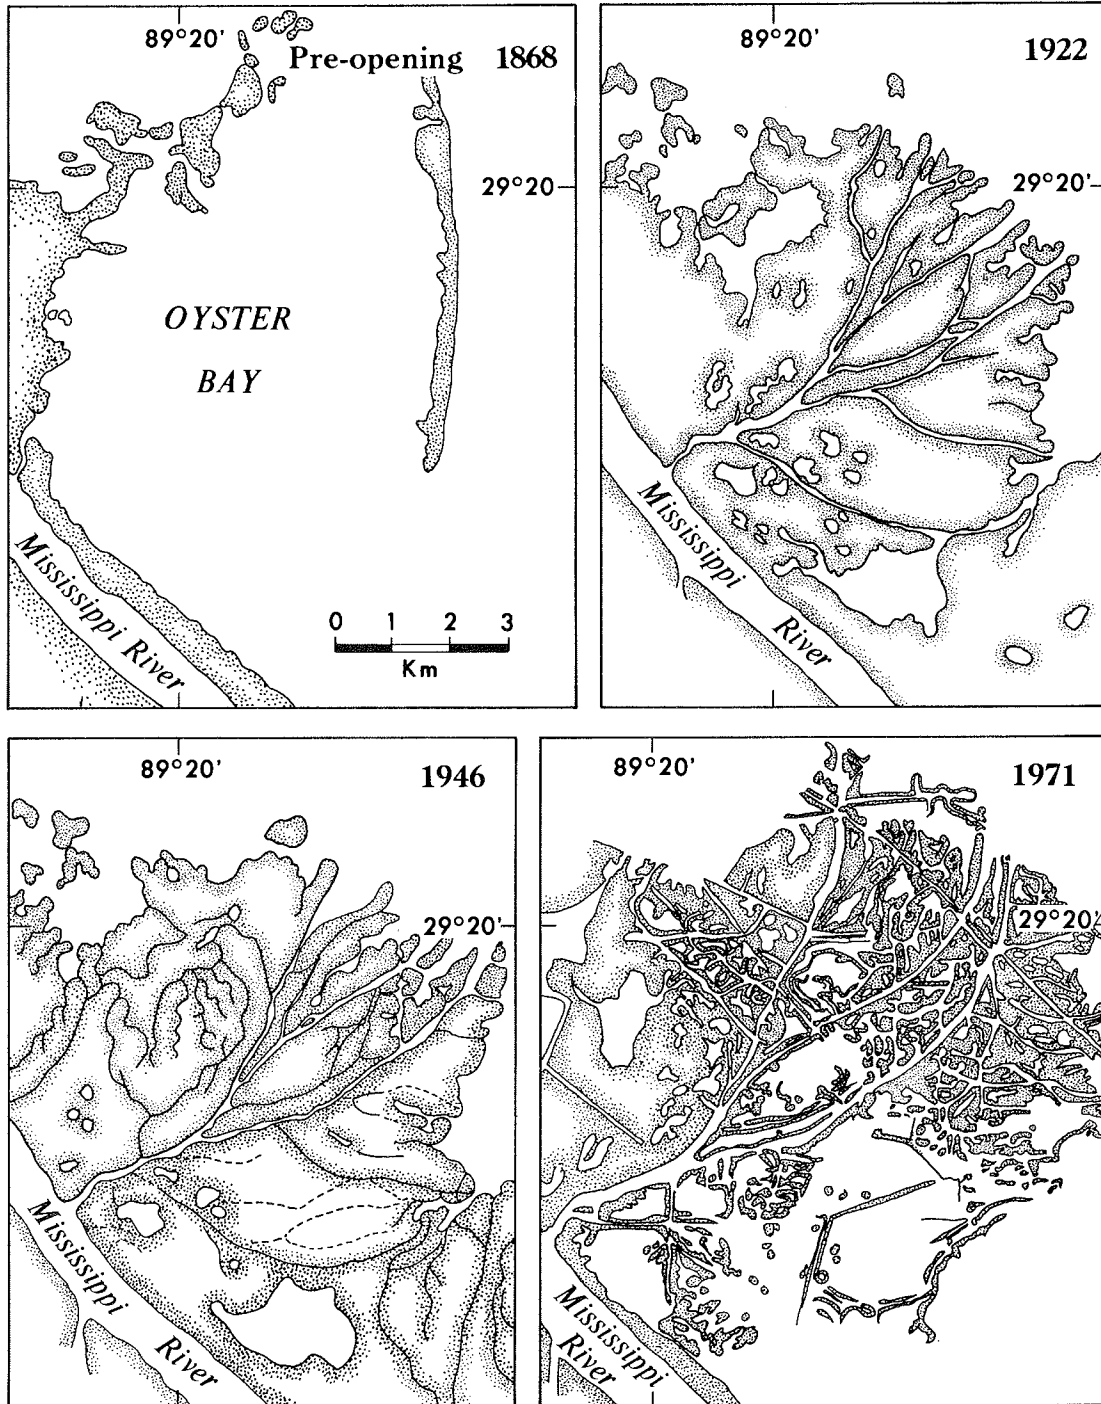 89°20'
Pre-opening 1868
29°20
OYSTER
BAY
Mississippi River
0 1 2 3
Km
89°20'
1922
29°20'
Mississippi
River
89°20'
1946
29°20'
Mississippi
River
89°20'
1971
29°20'
Mississippi
River